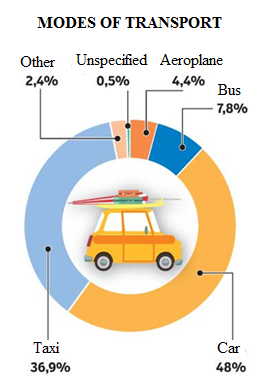 MODES OF TRANSPORT
Other Unspecified Aeroplane
2,4% 0,5% 4,4%
Bus
7,8%
Taxi Car
36,9% 48%